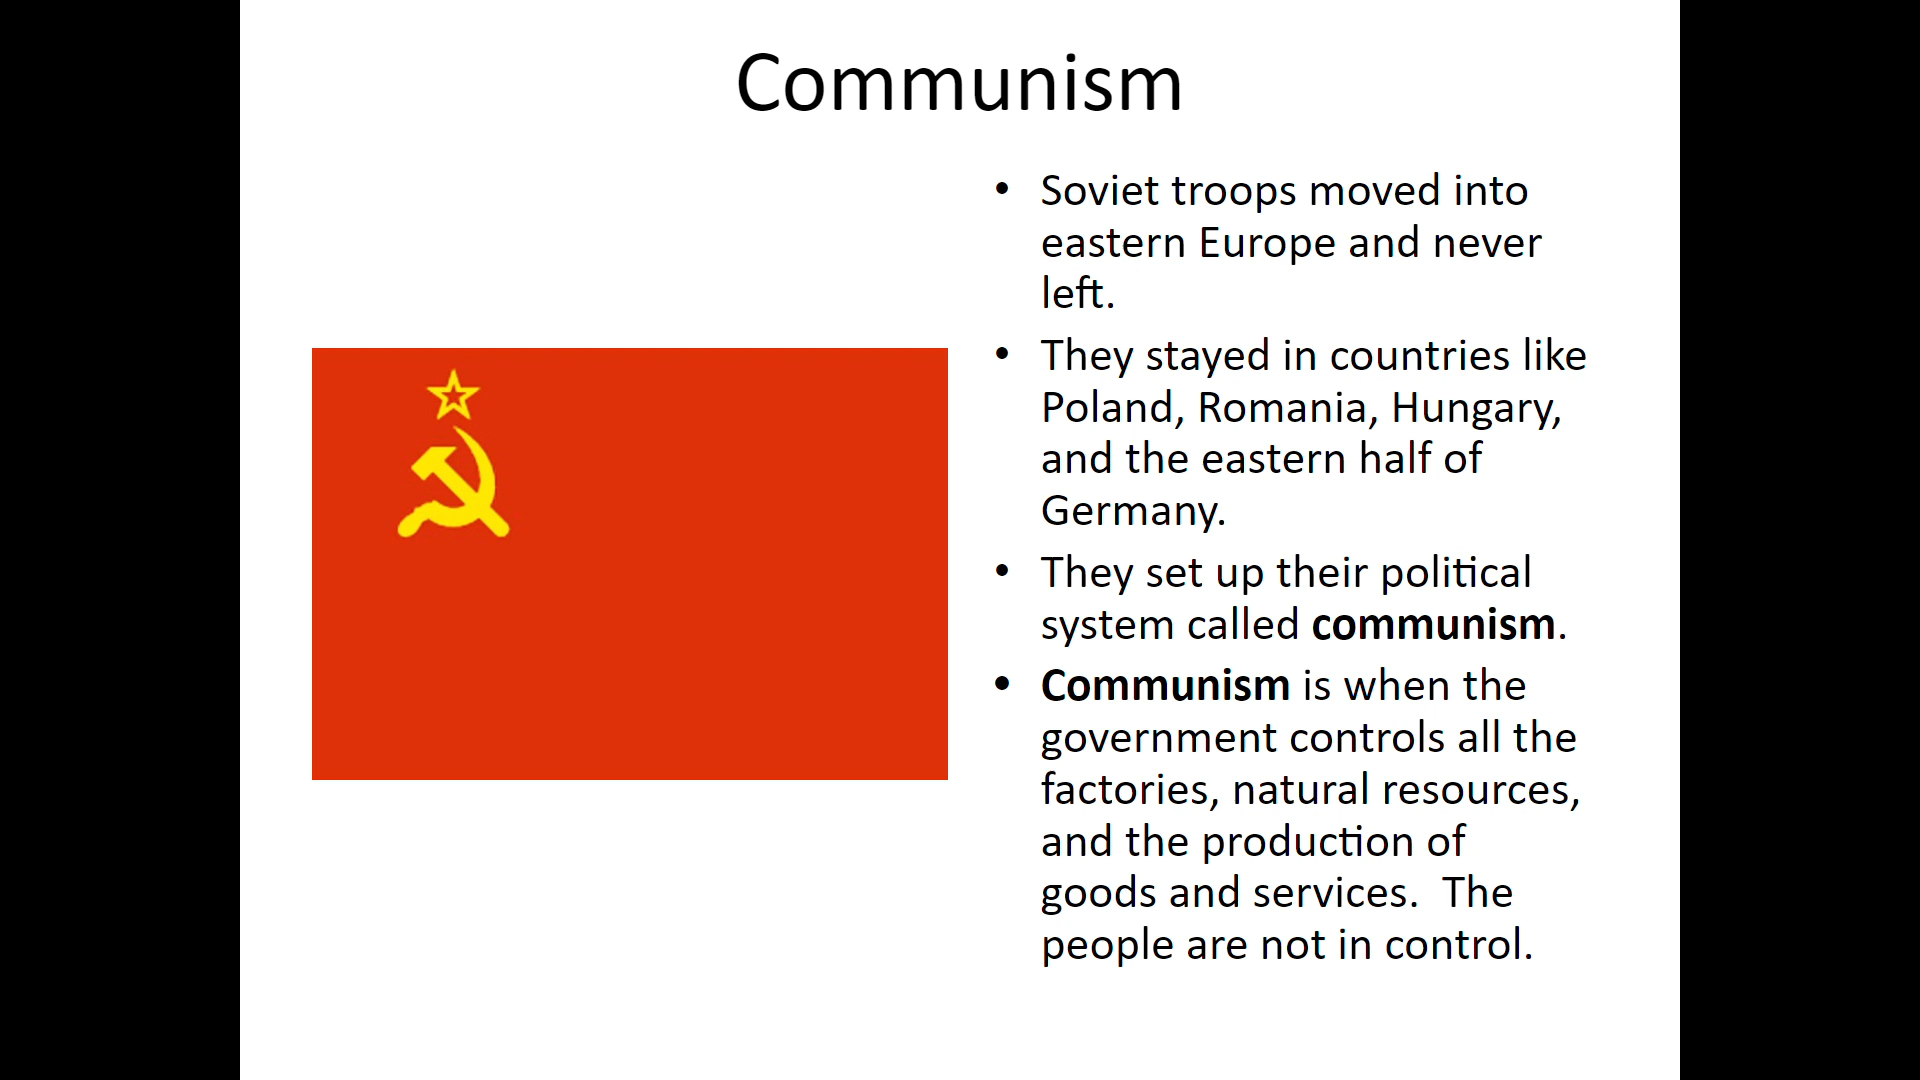 Communism
• Soviet troops moved into
eastern Europe and never
left.
• They stayed in countries like
Poland, Romania, Hungary,
and the eastern half of
Germany.
• They set up their political
system called communism.
• Communism is when the
government controls all the
factories, natural resources,
and the production of
goods and services.  The
people are not in control.